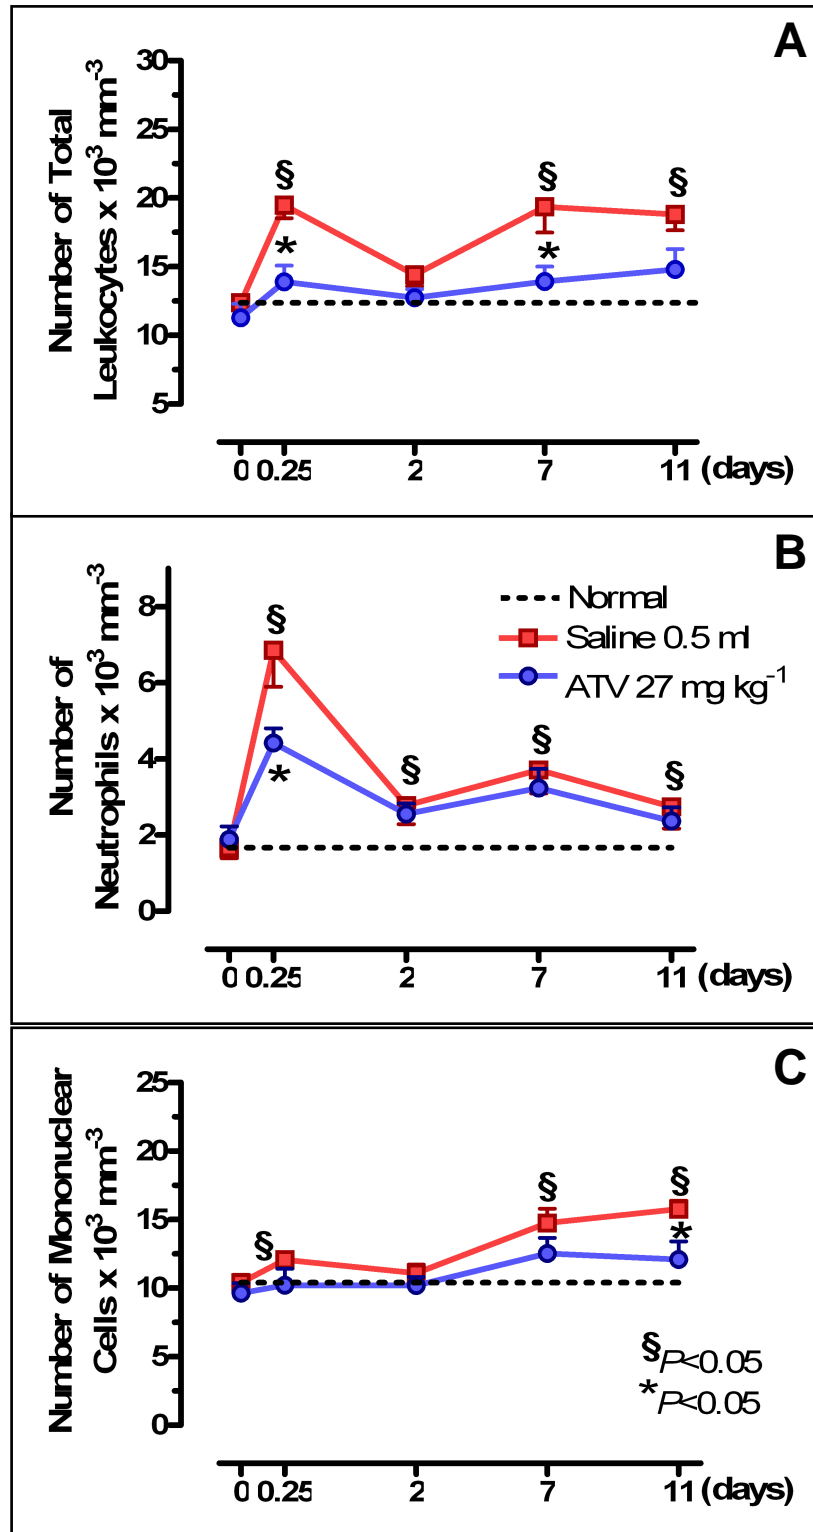 A
Number of Total
Leukocytes x 10³ mm⁻³
30
25
20
15
10
5
§
§
§
*
*
0 0.25 2 7 11 (days)
B
Number of
Neutrophils x 10³ mm⁻³
8
6
4
2
0
§
§
§
§
*
Normal
Saline 0.5 ml
ATV 27 mg kg⁻¹
0 0.25 2 7 11 (days)
C
Number of Mononuclear
Cells x 10³ mm⁻³
25
20
15
10
5
0
§
§
§
*
§P<0.05
*P<0.05
0 0.25 2 7 11 (days)